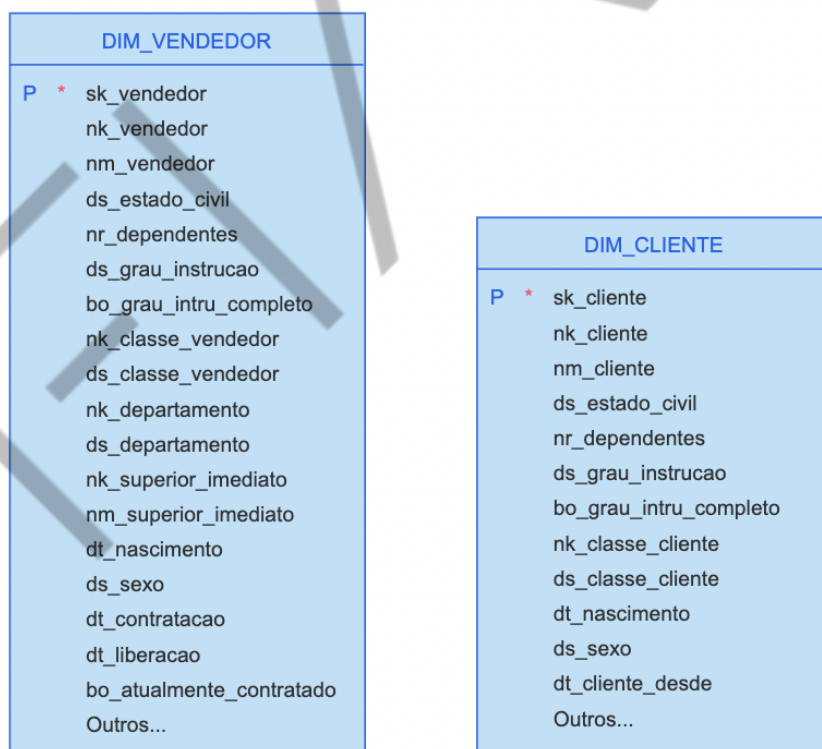 DIM_VENDEDOR
P * sk_vendedor
nk_vendedor
nm_vendedor
ds_estado_civil
nr_dependentes
ds_grau_instrucao
bo_grau_intru_completo
nk_classe_vendedor
ds_classe_vendedor
nk_departamento
ds_departamento
nk_superior_imediato
nm_superior_imediato
dt_nascimento
ds_sexo
dt_contratacao
dt_liberacao
bo_atualmente_contratado
Outros...
DIM_CLIENTE
P * sk_cliente
nk_cliente
nm_cliente
ds_estado_civil
nr_dependentes
ds_grau_instrucao
bo_grau_intru_completo
nk_classe_cliente
ds_classe_cliente
dt_nascimento
ds_sexo
dt_cliente_desde
Outros...